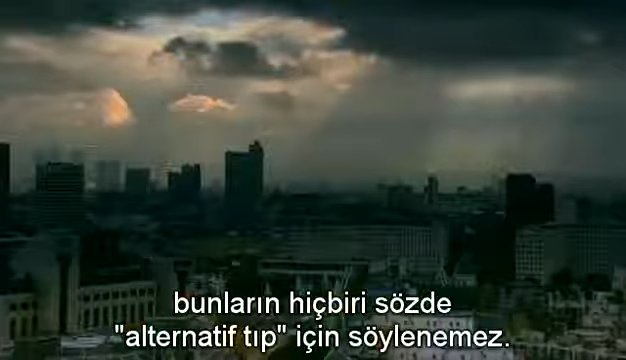 bunların hiçbiri sözde
"alternatif tıp" için söylenemez.